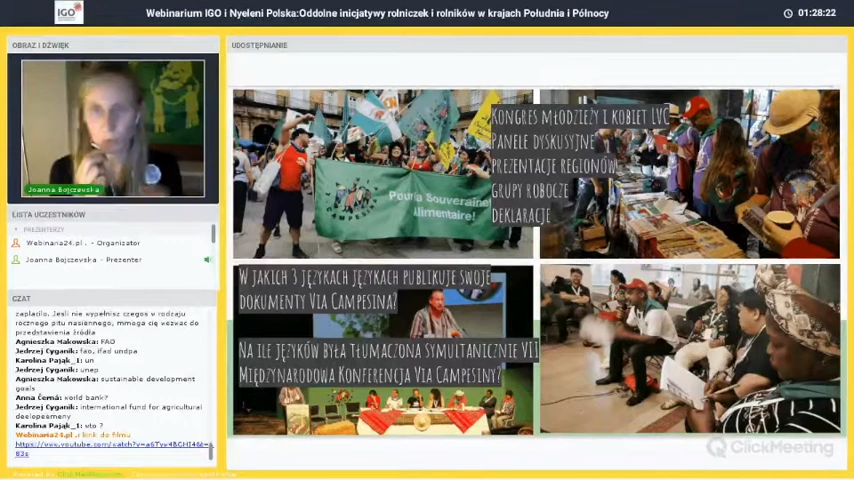 IGO
Webinarium IGO i Nyeleni Polska:Oddolne inicjatywy rolniczek i rolników w krajach Południa i Północy
01:28:22
OBRAZ I DŹWIĘK
UDOSTĘPNIANIE
Joanna Bojczewska
LISTA UCZESTNIKÓW
PREZENTERZY
Webinaria24.pl . - Organizator
Joanna Bojczewska - Prezenter
CZAT
zapłaciło. Jeśli nie wypełnisz czegoś w rodzaju
rocznego pitu nasiennego, mmogą cię wezwać do
przedstawienia źródła
Agnieszka Makowska: FAO
Jedrzej Cyganik: fao, ifad undpa
Karolina Pająk_1: un
Jedrzej Cyganik: unep
Agnieszka Makowska: sustainable development
goals
Anna Černá: world bank?
Jedrzej Cyganik: international fund for agricultural
Karolina Pająk_1: wto ?
Webinaria24.pl .: link do filmu
KONGRES MŁODZIEŻY I KOBIET LVC
PANELE DYSKUSYJNE
PREZENTACJE REGIONÓW
GRUPY ROBOCZE
DEKLARACJE
Pour la Souveraineté
Alimentaire!
W JAKICH 3 JĘZYKACH JĘZYKACH PUBLIKUJE SWOJE
DOKUMENTY VIA CAMPESINA?
NA ILE JĘZYKÓW BYŁA TŁUMACZONA SYMULTANICZNIE VII
MIĘDZYNARODOWA KONFERENCJA VIA CAMPESINY?
ClickMeeting